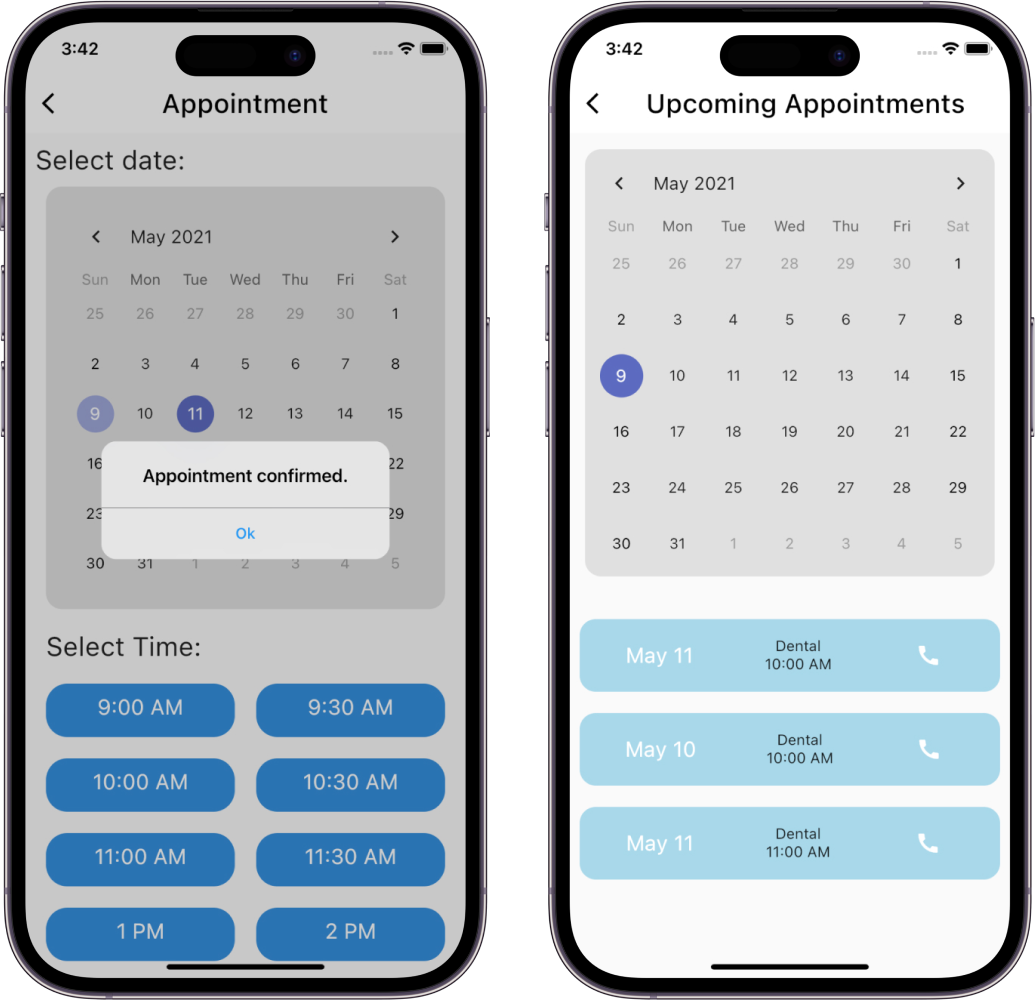 3:42
Appointment
Select date:
May 2021
Sun Mon Tue Wed Thu Fri Sat
25 26 27 28 29 30 1
2 3 4 5 6 7 8
9 10 11 12 13 14 15
16 22
Appointment confirmed.
23 29
Ok
30 31 1 2 3 4 5
Select Time:
9:00 AM 9:30 AM
10:00 AM 10:30 AM
11:00 AM 11:30 AM
1 PM 2 PM
3:42
Upcoming Appointments
May 2021
Sun Mon Tue Wed Thu Fri Sat
25 26 27 28 29 30 1
2 3 4 5 6 7 8
9 10 11 12 13 14 15
16 17 18 19 20 21 22
23 24 25 26 27 28 29
30 31 1 2 3 4 5
May 11
Dental
10:00 AM
May 10
Dental
10:00 AM
May 11
Dental
11:00 AM